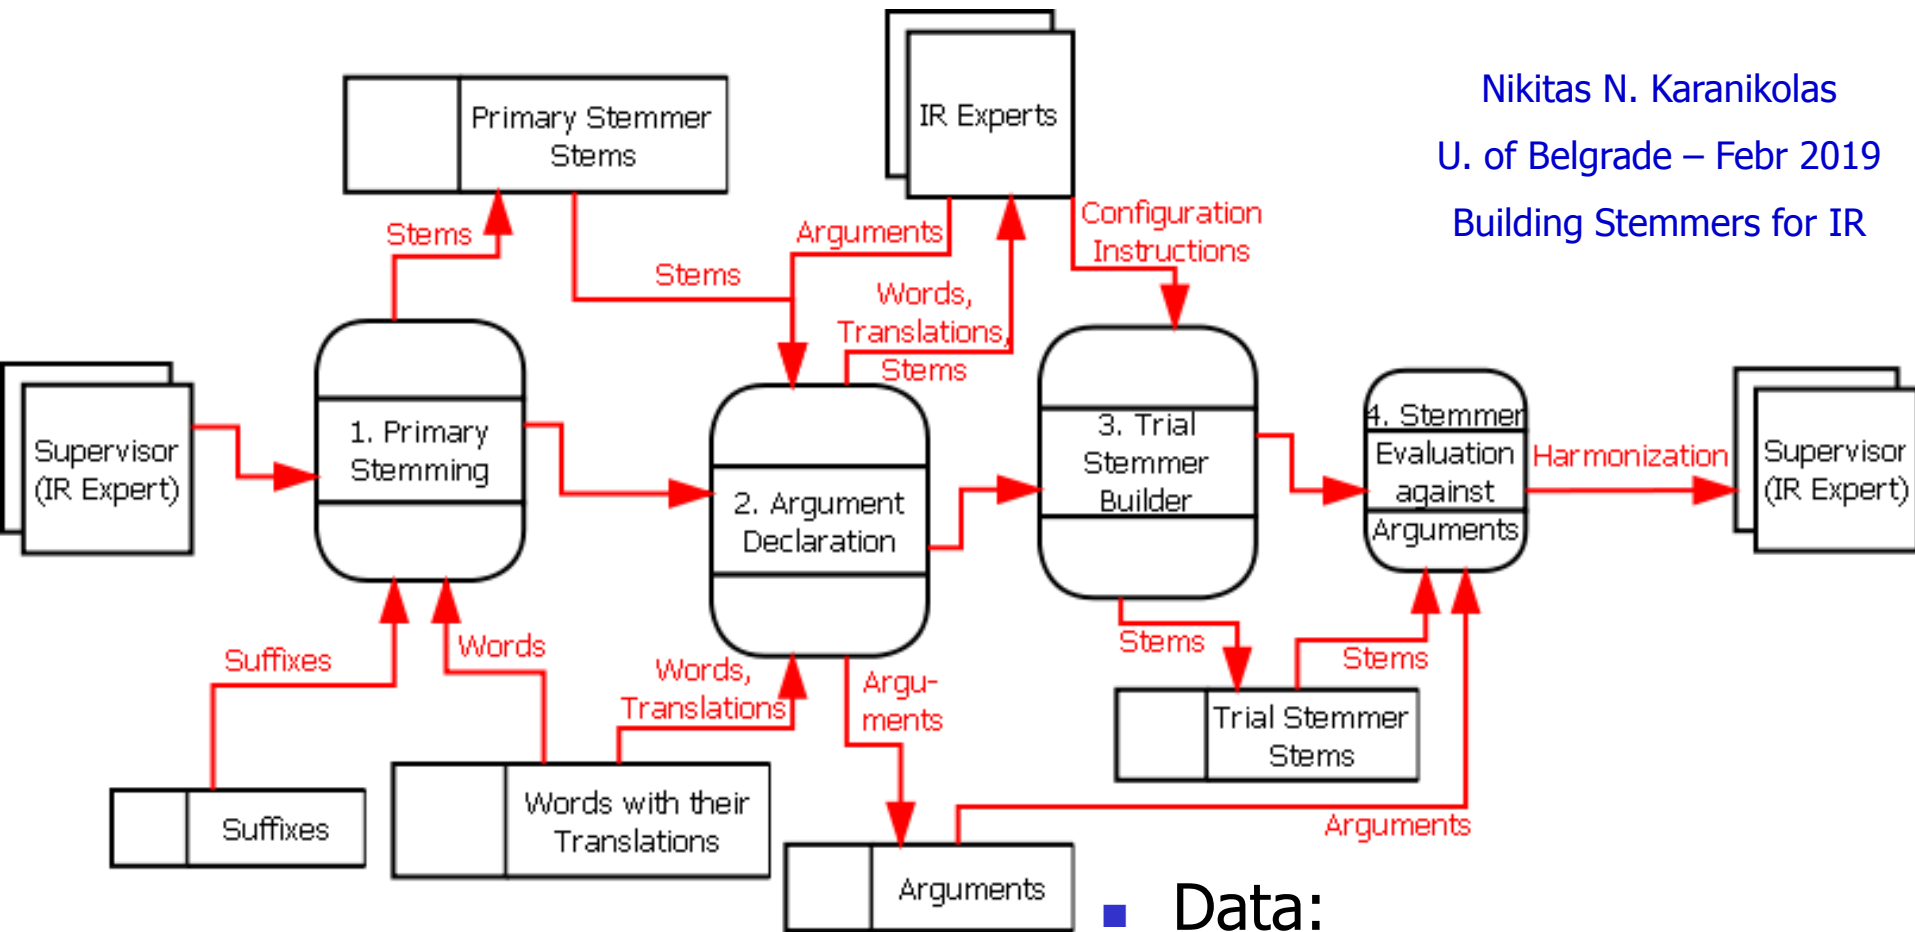 Nikitas N. Karanikolas
U. of Belgrade – Febr 2019
Building Stemmers for IR
Primary Stemmer
Stems
IR Experts
Stems
Stems
Arguments
Words,
Translations,
Stems
Configuration
Instructions
Supervisor
(IR Expert)
1. Primary
Stemming
2. Argument
Declaration
3. Trial
Stemmer
Builder
4. Stemmer
Evaluation
against
Arguments
Harmonization
Supervisor
(IR Expert)
Suffixes
Words
Words,
Translations
Argu-
ments
Stems
Stems
Trial Stemmer
Stems
Suffixes
Words with their
Translations
Arguments
Arguments
Data: